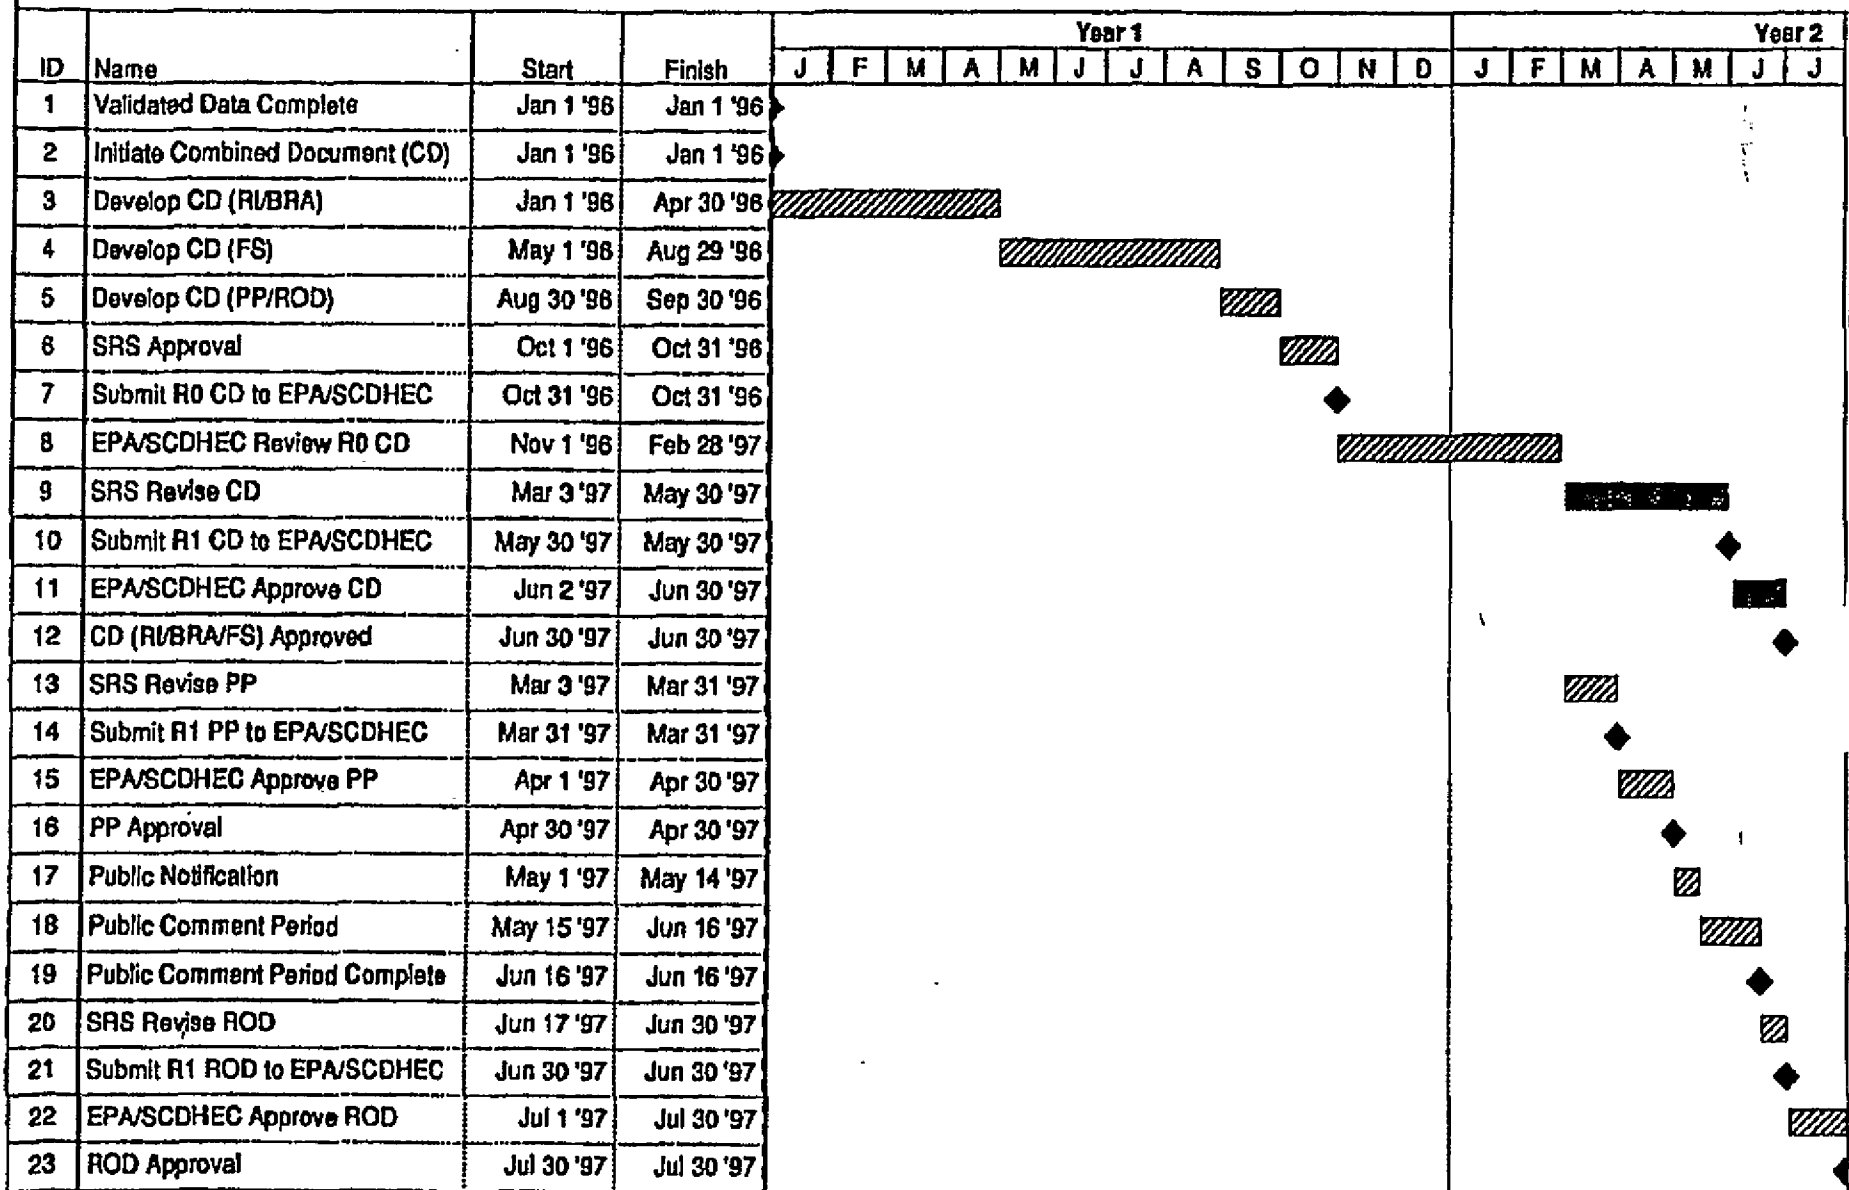 Year 1 Year 2
ID Name Start Finish J F M A M J J A S O N D J F M A M J J
1 Validated Data Complete Jan 1 '96 Jan 1 '96
2 Initiate Combined Document (CD) Jan 1 '96 Jan 1 '96
3 Develop CD (RI/BRA) Jan 1 '96 Apr 30 '96
4 Develop CD (FS) May 1 '96 Aug 29 '96
5 Develop CD (PP/ROD) Aug 30 '96 Sep 30 '96
6 SRS Approval Oct 1 '96 Oct 31 '96
7 Submit R0 CD to EPA/SCDHEC Oct 31 '96 Oct 31 '96
8 EPA/SCDHEC Review R0 CD Nov 1 '96 Feb 28 '97
9 SRS Revise CD Mar 3 '97 May 30 '97
10 Submit R1 CD to EPA/SCDHEC May 30 '97 May 30 '97
11 EPA/SCDHEC Approve CD Jun 2 '97 Jun 30 '97
12 CD (RI/BRA/FS) Approved Jun 30 '97 Jun 30 '97
13 SRS Revise PP Mar 3 '97 Mar 31 '97
14 Submit R1 PP to EPA/SCDHEC Mar 31 '97 Mar 31 '97
15 EPA/SCDHEC Approve PP Apr 1 '97 Apr 30 '97
16 PP Approval Apr 30 '97 Apr 30 '97
17 Public Notification May 1 '97 May 14 '97
18 Public Comment Period May 15 '97 Jun 16 '97
19 Public Comment Period Complete Jun 16 '97 Jun 16 '97
20 SRS Revise ROD Jun 17 '97 Jun 30 '97
21 Submit R1 ROD to EPA/SCDHEC Jun 30 '97 Jun 30 '97
22 EPA/SCDHEC Approve ROD Jul 1 '97 Jul 30 '97
23 ROD Approval Jul 30 '97 Jul 30 '97